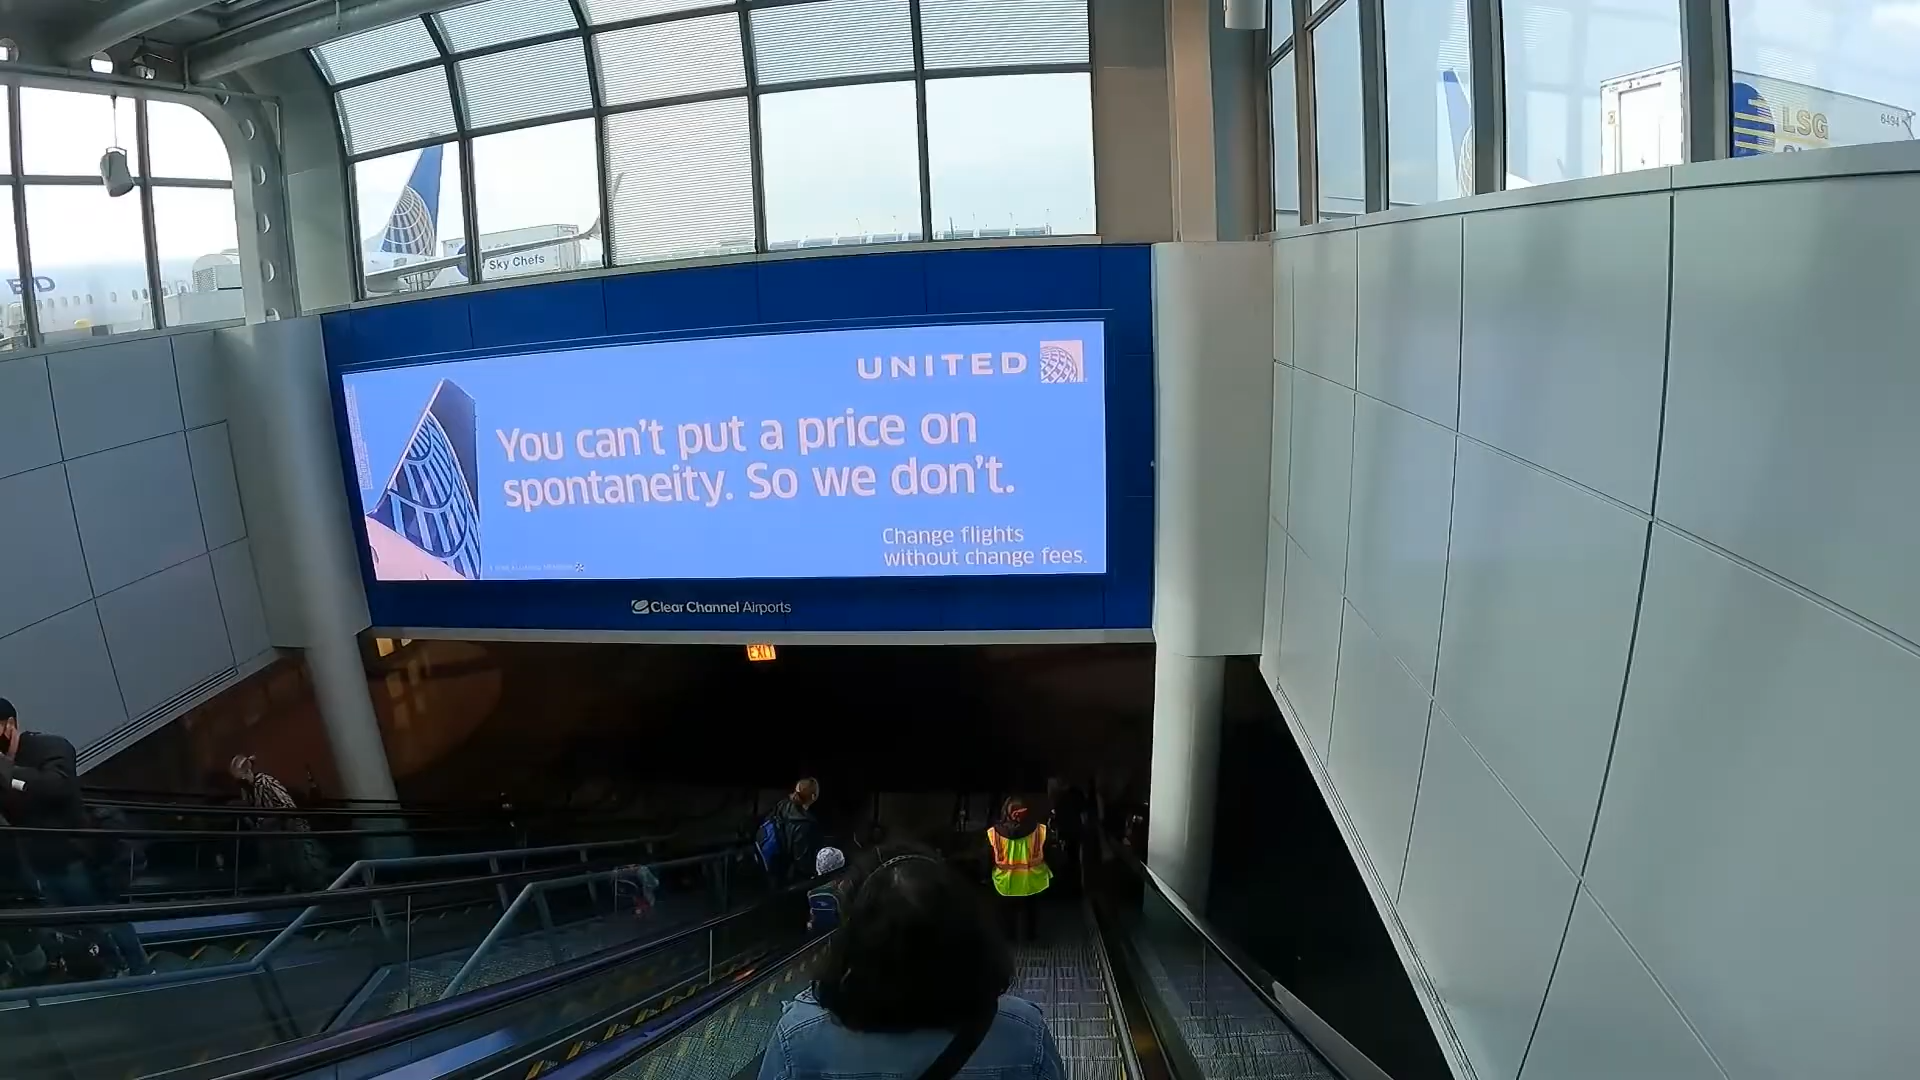 LSG
6494
Sky Chefs
UNITED
You can't put a price on
spontaneity. So we don't.
Change flights
without change fees.
Clear Channel Airports
EXIT